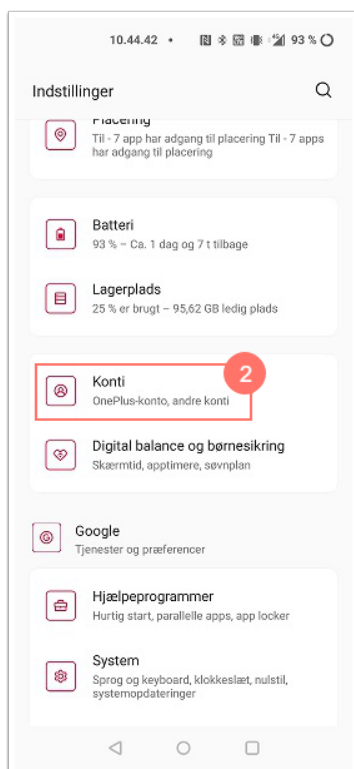 10.44.42 • 93 %
Indstillinger
Placering
Til - 7 app har adgang til placering Til - 7 apps
har adgang til placering
Batteri
93 % – Ca. 1 dag og 7 t tilbage
Lagerplads
25 % er brugt – 95,62 GB ledig plads
2
Konti
OnePlus-konto, andre konti
Digital balance og børnesikring
Skærmtid, apptimere, søvnplan
Google
Tjenester og præferencer
Hjælpeprogrammer
Hurtig start, parallelle apps, app locker
System
Sprog og keyboard, klokkeslæt, nulstil,
systemopdateringer